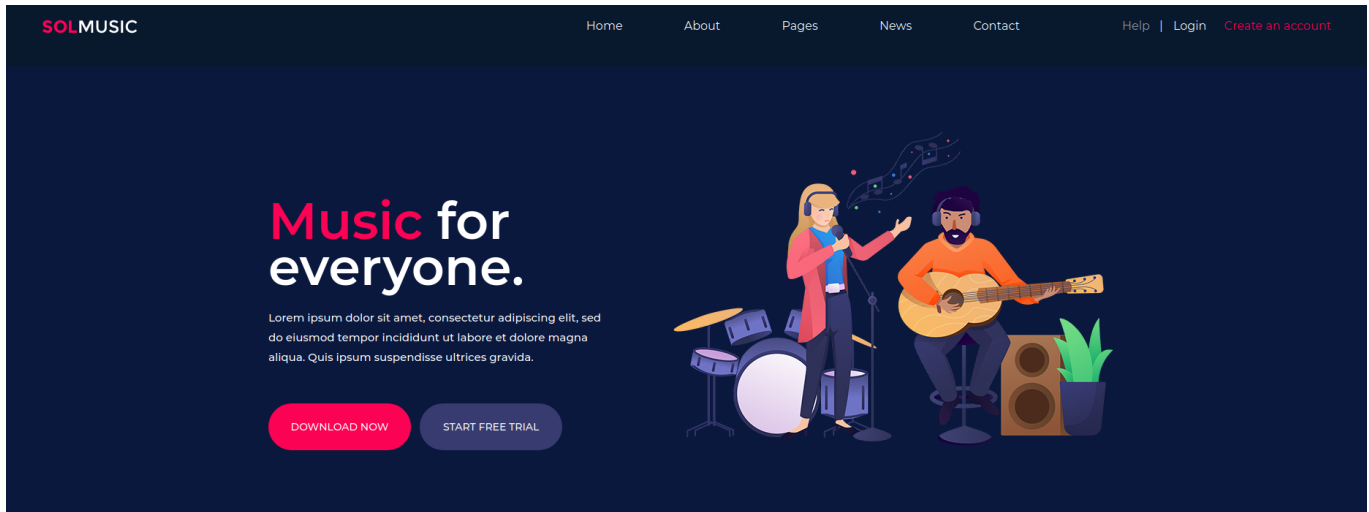 SOLMUSIC Home About Pages News Contact Help | Login Create an account
Music for
everyone.
Lorem ipsum dolor sit amet, consectetur adipiscing elit, sed
do eiusmod tempor incididunt ut labore et dolore magna
aliqua. Quis ipsum suspendisse ultrices gravida.
DOWNLOAD NOW START FREE TRIAL